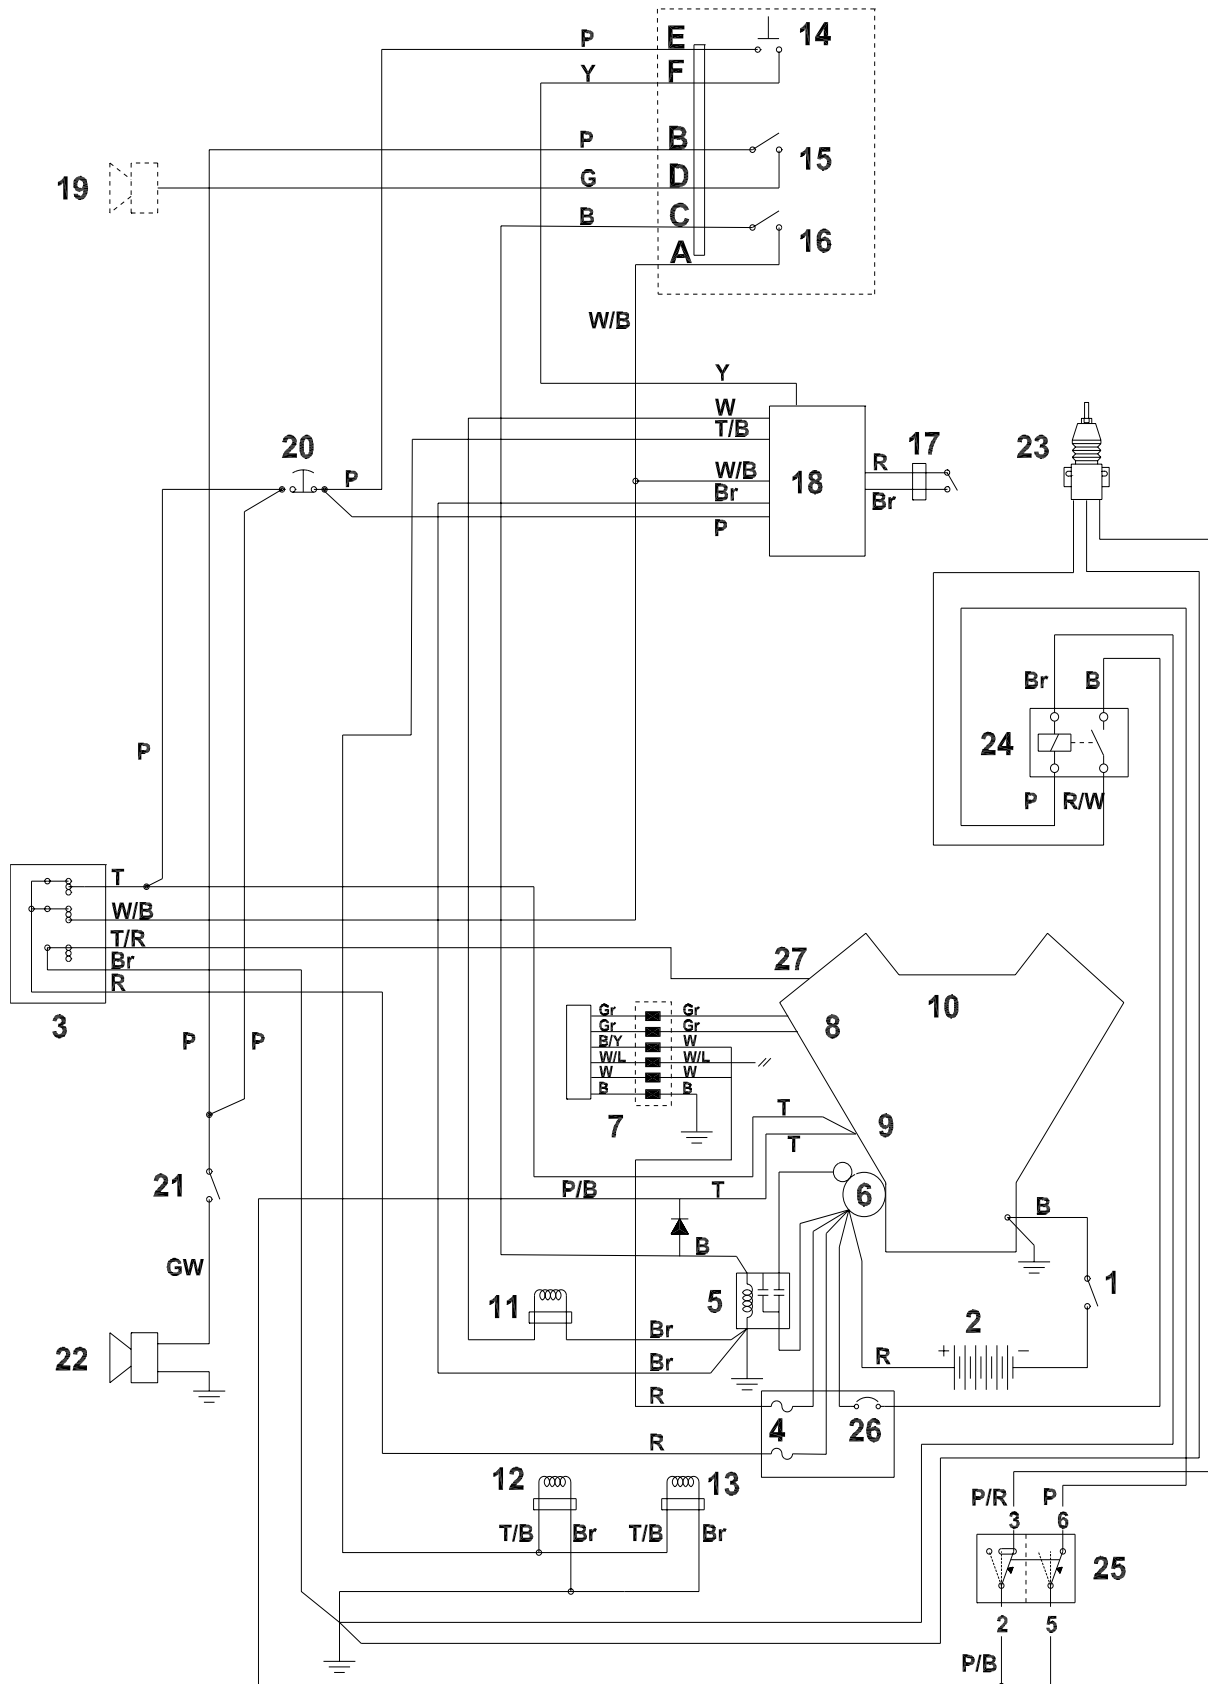 P E 14
Y F
P B 15
19 G D
B C 16
A
W/B
Y
W
T/B
20 17 23
P W/B 18 R
Br Br
P
Br B
24
P
P R/W
T
W/B
T/R
Br 27
R 10
3 Gr Gr 8
Gr Gr
P P B/Y W
W/L W/L
W W
B B
7 T 9
T
21 P/B T 6
B
B
GW
11 5 1
2
22 Br + −
Br R
R
4 26
R
12 13
P/R P
T/B Br T/B Br 3 6
25
2 5
P/B